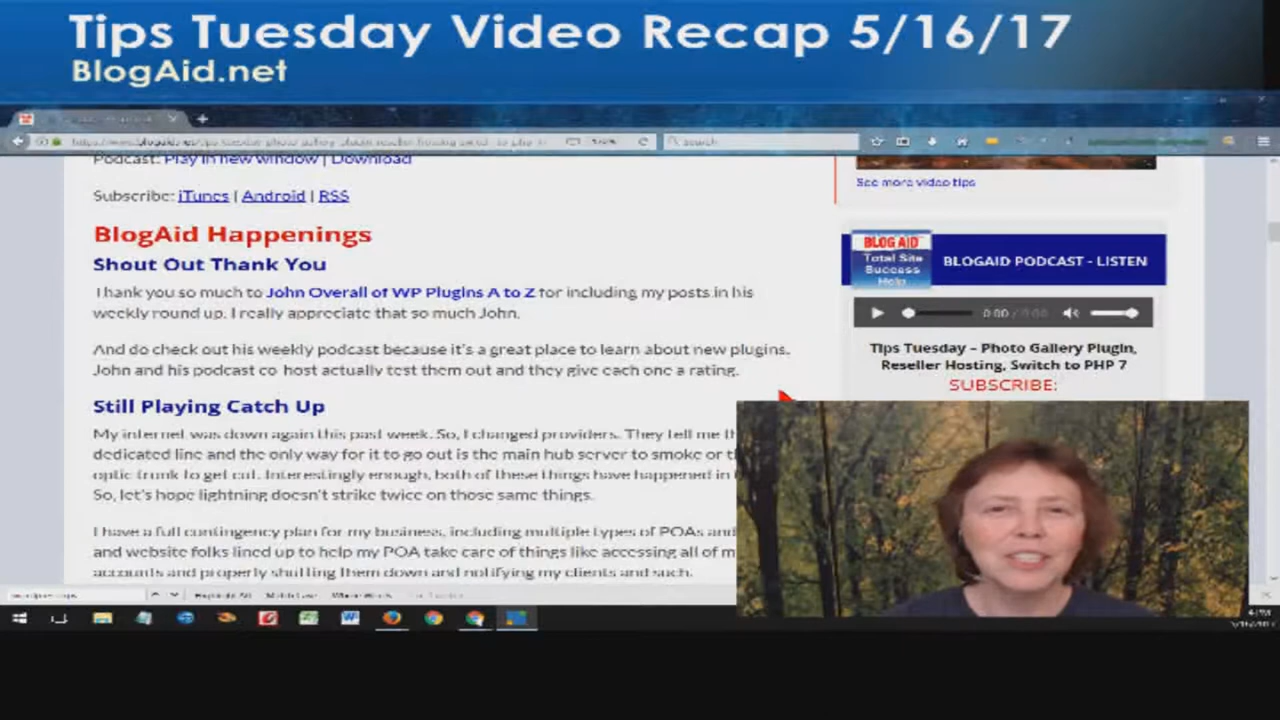 Tips Tuesday Video Recap 5/16/17
BlogAid.net
Search
Podcast: Play in new window | Download
Subscribe: iTunes | Android | RSS
BlogAid Happenings
Shout Out Thank You
Thank you so much to John Overall of WP Plugins A to Z for including my posts in his
weekly round up. I really appreciate that so much John.
And do check out his weekly podcast because it's a great place to learn about new plugins.
John and his podcast co host actually test them out and they give each one a rating.
Still Playing Catch Up
My internet was down again this past week. So, I changed providers. They tell me
dedicated line and the only way for it to go out is the main hub server to smoke or
optic trunk to get cut. Interestingly enough, both of these things have happened in
So, let's hope lightning doesn't strike twice on those same things.
I have a full contingency plan for my business, including multiple types of POAs and
and website folks lined up to help my POA take care of things like accessing all of
accounts and properly shutting them down and notifying my clients and such.
See more video tips
BLOG AID
Total Site
Success
Help
BLOGAID PODCAST - LISTEN
0:00 / 0:00
Tips Tuesday – Photo Gallery Plugin,
Reseller Hosting, Switch to PHP 7
SUBSCRIBE:
Highlight All Match Case Whole Words